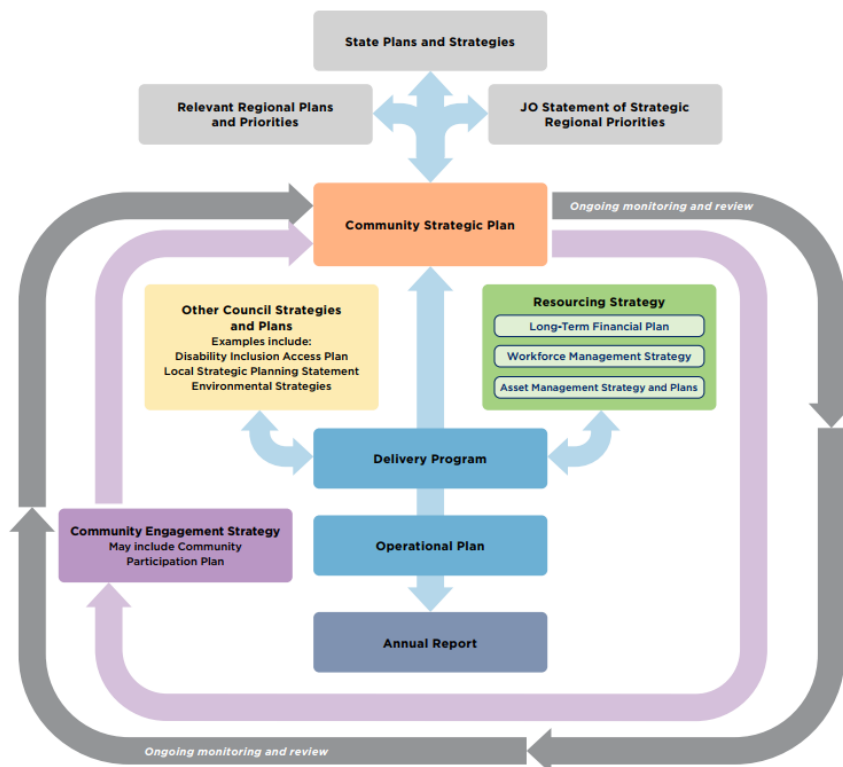 State Plans and Strategies
Relevant Regional Plans
and Priorities
JO Statement of Strategic
Regional Priorities
Community Strategic Plan
Ongoing monitoring and review
Other Council Strategies
and Plans
Examples include:
Disability Inclusion Access Plan
Local Strategic Planning Statement
Environmental Strategies
Resourcing Strategy
Long-Term Financial Plan
Workforce Management Strategy
Asset Management Strategy and Plans
Delivery Program
Community Engagement Strategy
May include Community
Participation Plan
Operational Plan
Annual Report
Ongoing monitoring and review